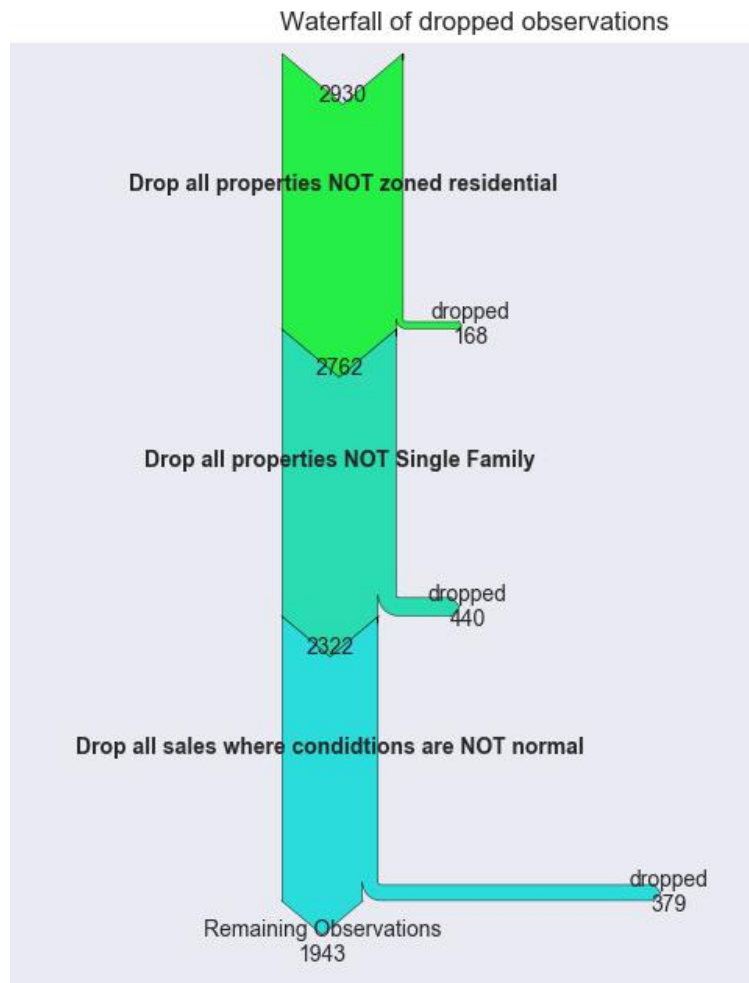 Waterfall of dropped observations
2930
Drop all properties NOT zoned residential
dropped
168
2762
Drop all properties NOT Single Family
dropped
440
2322
Drop all sales where condidtions are NOT normal
dropped
379
Remaining Observations
1943